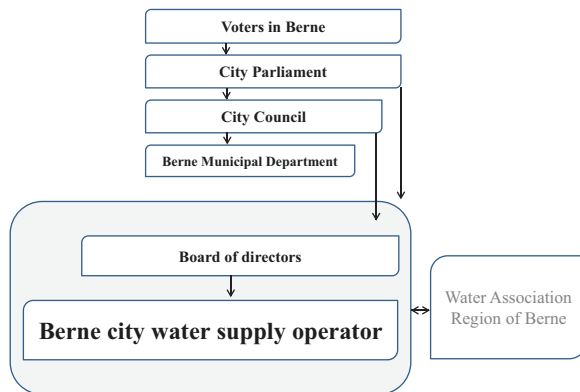 Voters in Berne
City Parliament
City Council
Berne Municipal Department
Board of directors
Berne city water supply operator
Water Association
Region of Berne